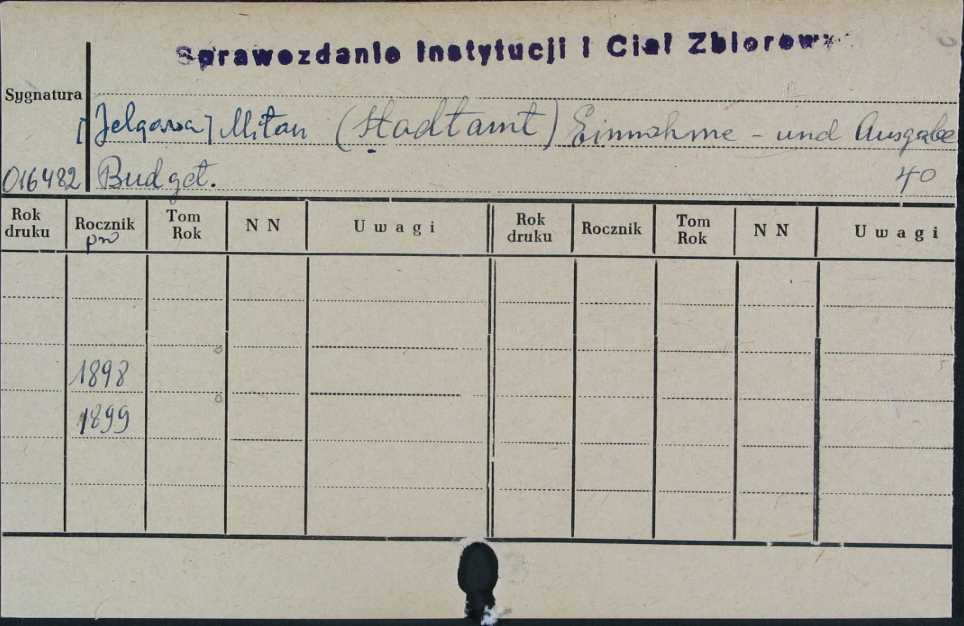 Sprawozdanie Instytucji i Ciał Zbiorow
Sygnatura
[Jelgawa] Mitau (Stadtamt) Einnahme - und Ausgabe
016482 Budget. 40
Rok druku Rocznik Tom Rok N N Uwagi Rok druku Rocznik Tom Rok N N Uwagi
1898
1899